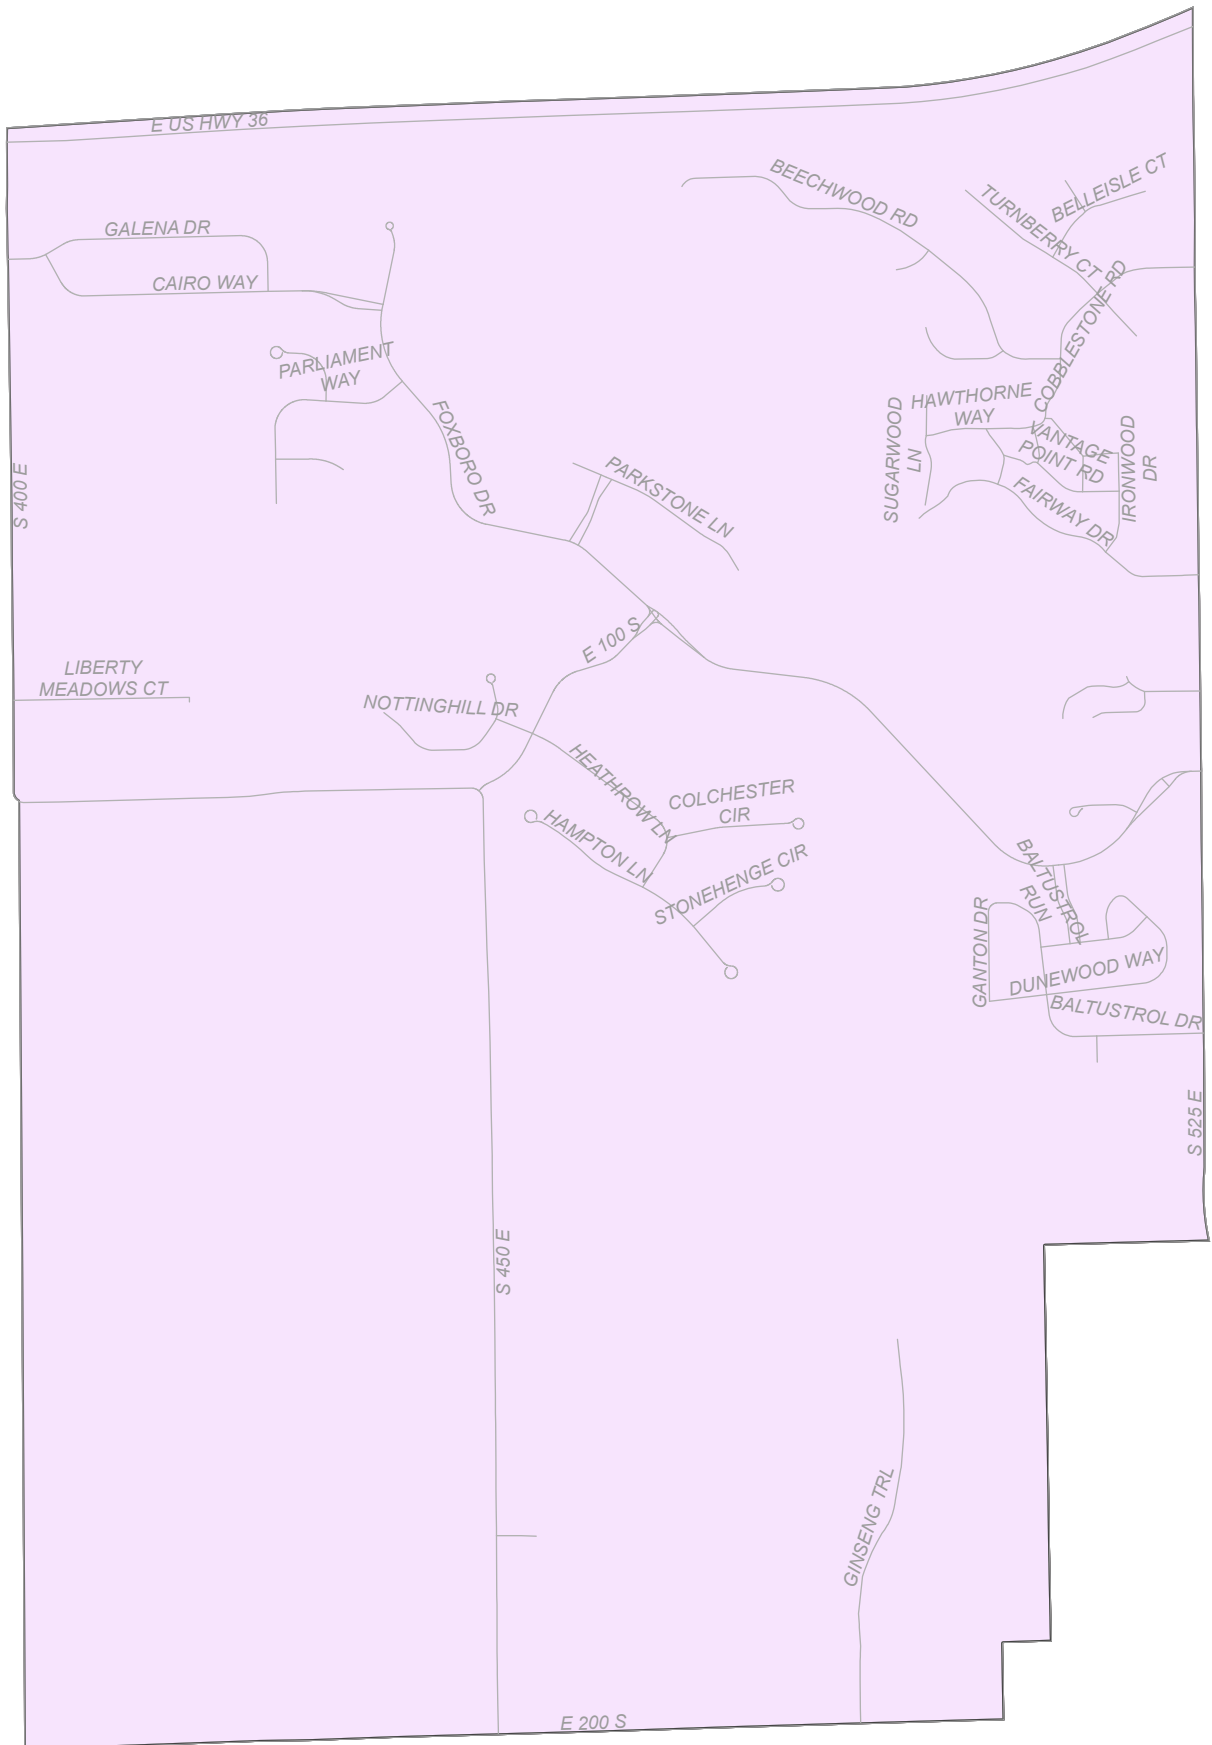 E US HWY 36
BEECHWOOD RD
TURNBERRY CT
BELLEISLE CT
GALENA DR
CAIRO WAY
COBBLESTONE RD
PARLIAMENT
WAY
FOXBORO DR
HAWTHORNE
WAY
SUGARWOOD
LN
VANTAGE
POINT RD
IRONWOOD
DR
FAIRWAY DR
S 400 E
PARKSTONE LN
E 100 S
LIBERTY
MEADOWS CT
NOTTINGHILL DR
HEATHROW LN
COLCHESTER
CIR
HAMPTON LN
STONEHENGE CIR
BALTUSTROL
RUN
GANTON DR
DUNEWOOD WAY
BALTUSTROL DR
S 525 E
S 450 E
GINSENG TRL
E 200 S